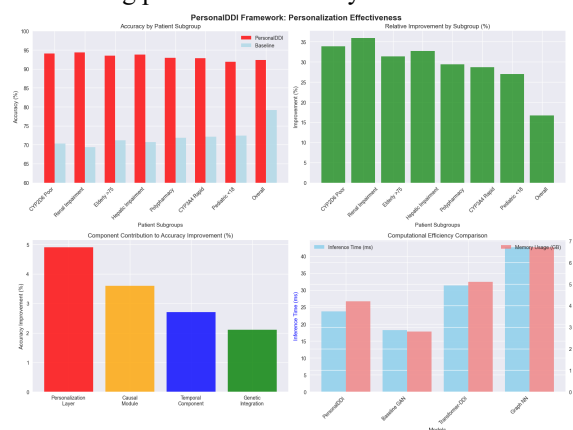 PersonalDDI Framework: Personalization Effectiveness
Accuracy by Patient Subgroup
Accuracy (%)
100
95
90
85
80
75
70
65
60
PersonalDDI
Baseline
CYP2D6 Poor
Renal Impairment
Elderly >75
Hepatic Impairment
Polypharmacy
CYP3A4 Rapid
Pediatric <18
Overall
Patient Subgroups
Relative Improvement by Subgroup (%)
Improvement (%)
35
30
25
20
15
10
5
0
CYP2D6 Poor
Renal Impairment
Elderly >75
Hepatic Impairment
Polypharmacy
CYP3A4 Rapid
Pediatric <18
Overall
Patient Subgroups
Component Contribution to Accuracy Improvement (%)
Accuracy Improvement (%)
5
4
3
2
1
0
Personalization
Layer
Causal
Module
Temporal
Component
Genetic
Integration
Computational Efficiency Comparison
Inference Time (ms)
40
35
30
25
20
15
10
5
0
Inference Time (ms)
Memory Usage (GB)
7
6
5
4
3
2
1
0
PersonalDDI
Baseline GAN
Transformer-DDI
Graph NN